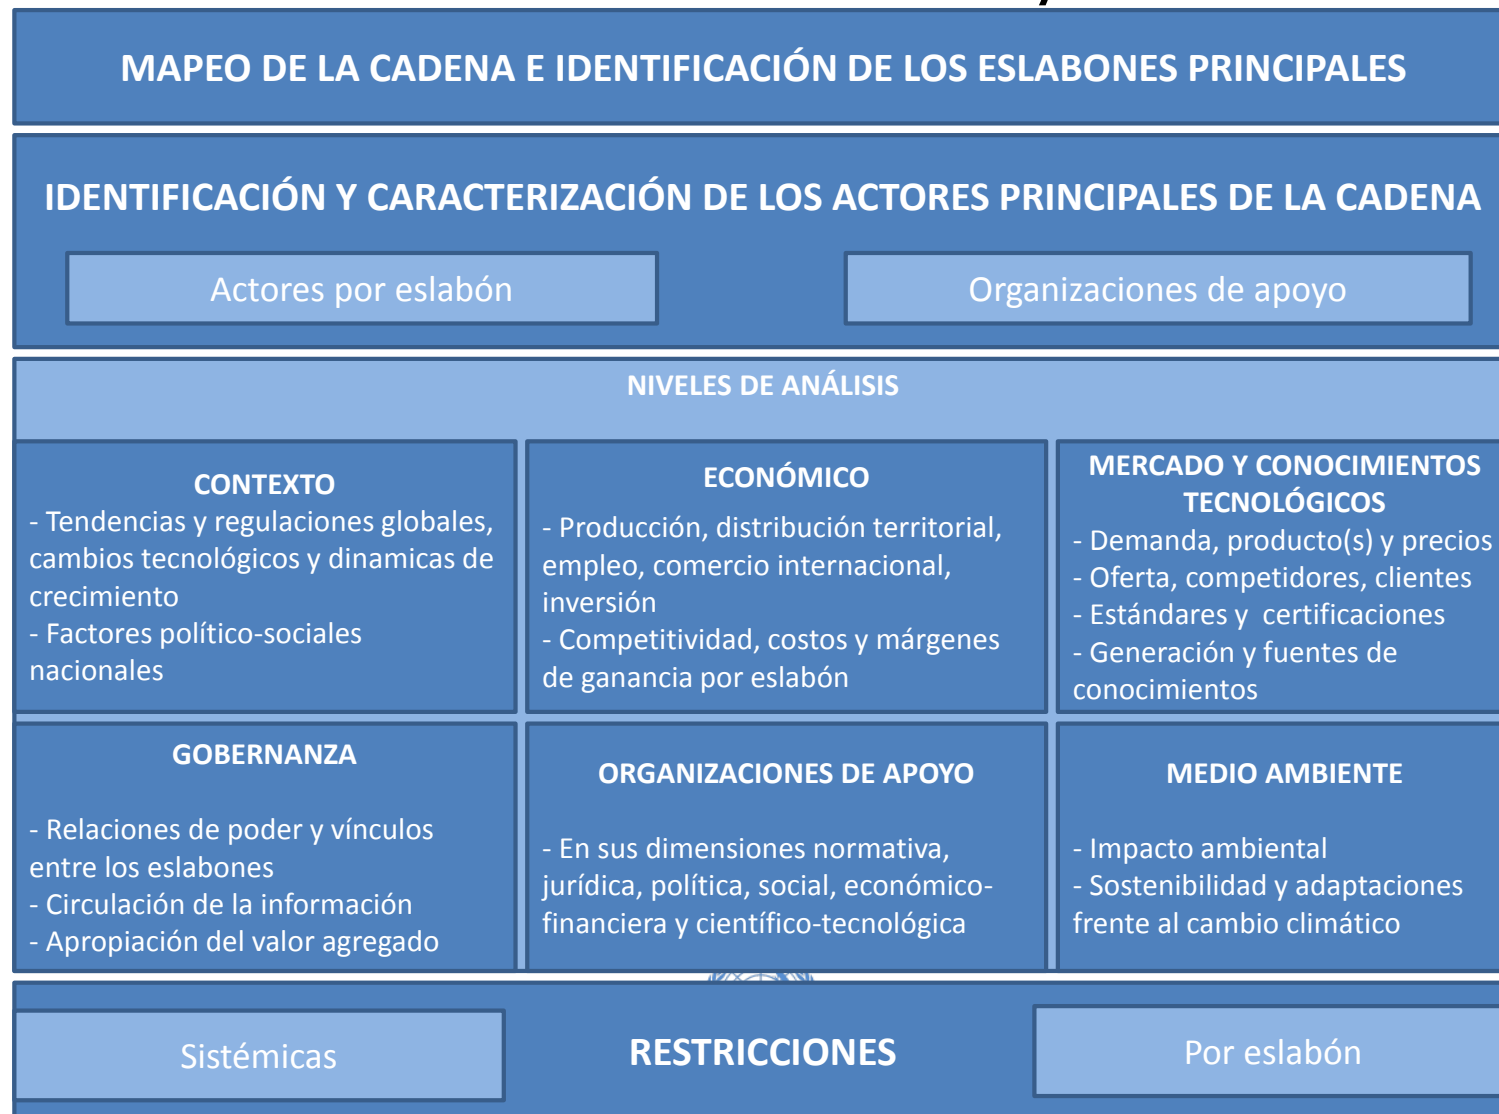 MAPEO DE LA CADENA E IDENTIFICACIÓN DE LOS ESLABONES PRINCIPALES
IDENTIFICACIÓN Y CARACTERIZACIÓN DE LOS ACTORES PRINCIPALES DE LA CADENA
Actores por eslabón
Organizaciones de apoyo
NIVELES DE ANÁLISIS
CONTEXTO
- Tendencias y regulaciones globales,
cambios tecnológicos y dinamicas de
crecimiento
- Factores político-sociales
nacionales
ECONÓMICO
- Producción, distribución territorial,
empleo, comercio internacional,
inversión
- Competitividad, costos y márgenes
de ganancia por eslabón
MERCADO Y CONOCIMIENTOS
TECNOLÓGICOS
- Demanda, producto(s) y precios
- Oferta, competidores, clientes
- Estándares y  certificaciones
- Generación y fuentes de
conocimientos
GOBERNANZA
- Relaciones de poder y vínculos
entre los eslabones
- Circulación de la información
- Apropiación del valor agregado
ORGANIZACIONES DE APOYO
- En sus dimensiones normativa,
jurídica, política, social, económico-
financiera y científico-tecnológica
MEDIO AMBIENTE
- Impacto ambiental
- Sostenibilidad y adaptaciones
frente al cambio climático
Sistémicas
RESTRICCIONES
Por eslabón